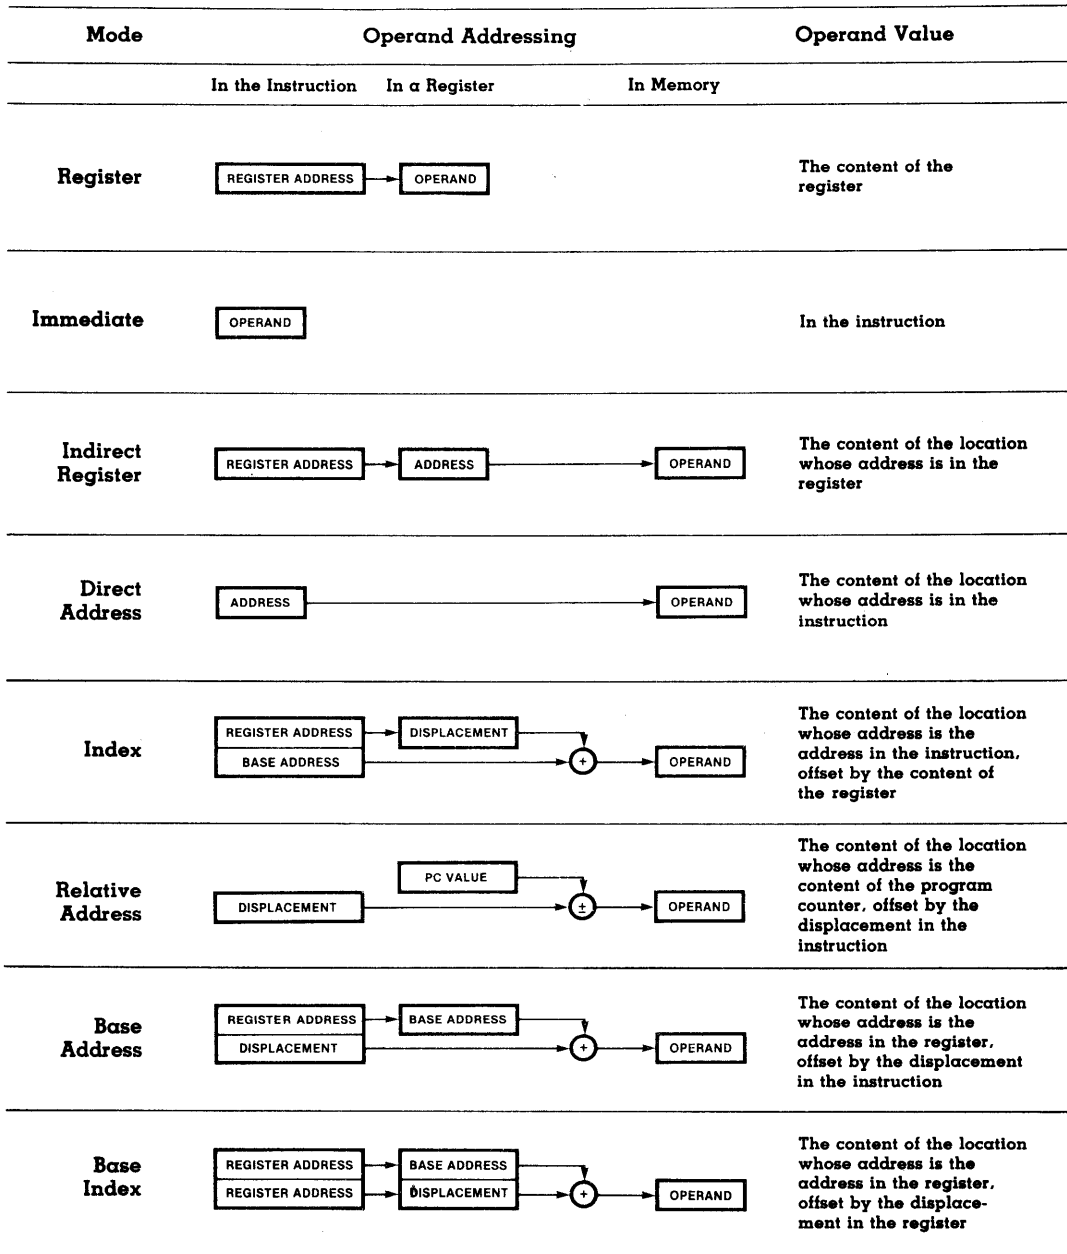 Mode Operand Addressing Operand Value
In the Instruction In a Register In Memory
Register
REGISTER ADDRESS OPERAND
The content of the
register
Immediate
OPERAND
In the instruction
Indirect
Register
REGISTER ADDRESS ADDRESS OPERAND
The content of the location
whose address is in the
register
Direct
Address
ADDRESS OPERAND
The content of the location
whose address is in the
instruction
Index
REGISTER ADDRESS DISPLACEMENT
BASE ADDRESS + OPERAND
The content of the location
whose address is the
address in the instruction,
offset by the content of
the register
Relative
Address
PC VALUE
DISPLACEMENT ± OPERAND
The content of the location
whose address is the
content of the program
counter, offset by the
displacement in the
instruction
Base
Address
REGISTER ADDRESS BASE ADDRESS
DISPLACEMENT + OPERAND
The content of the location
whose address is the
address in the register,
offset by the displacement
in the instruction
Base
Index
REGISTER ADDRESS BASE ADDRESS
REGISTER ADDRESS DISPLACEMENT + OPERAND
The content of the location
whose address is the
address in the register,
offset by the displace-
ment in the register